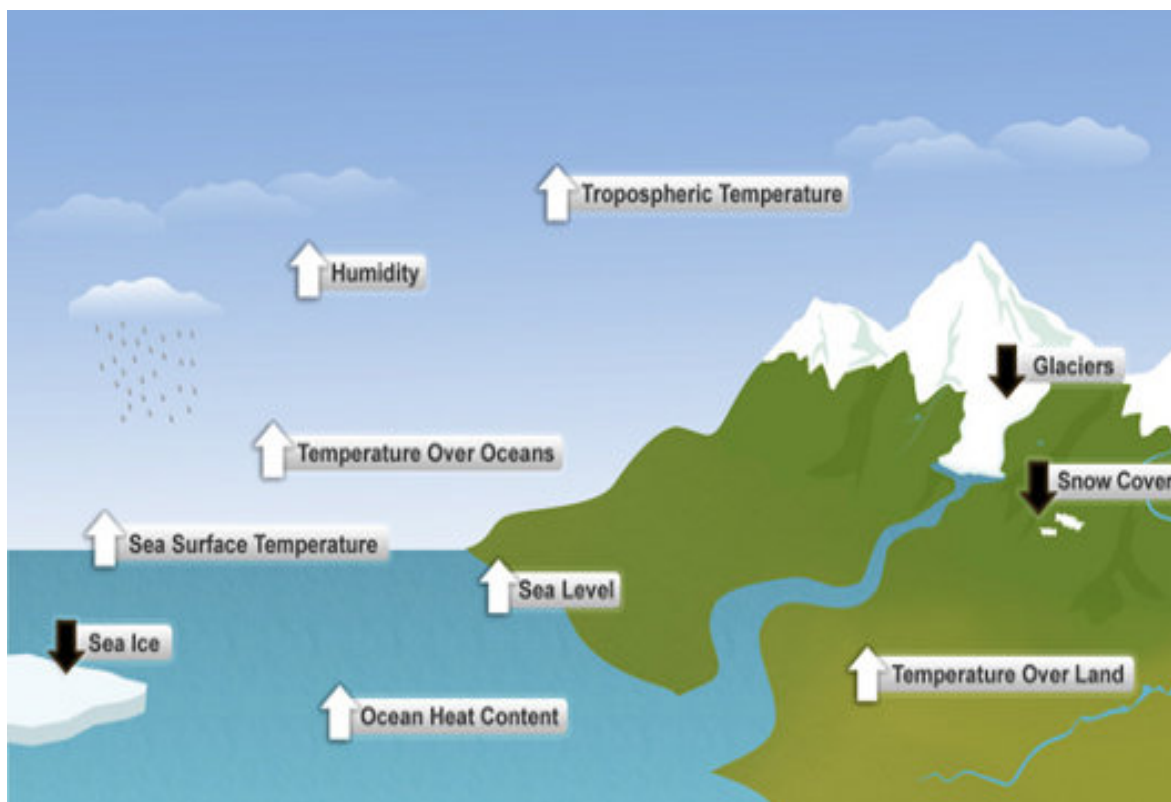 Tropospheric Temperature
Humidity
Glaciers
Temperature Over Oceans
Snow Cover
Sea Surface Temperature
Sea Level
Sea Ice
Temperature Over Land
Ocean Heat Content